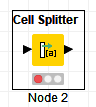 Cell Splitter
[a]
Node 2